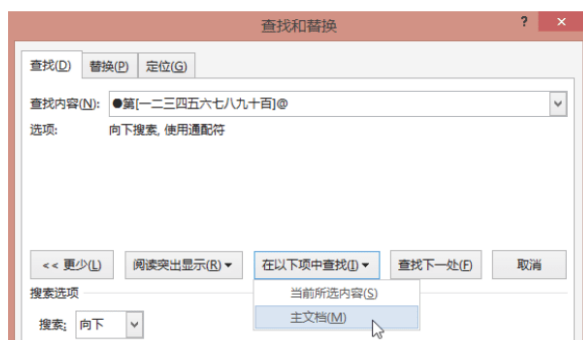 查找和替换 ? ×
查找(D) 替换(P) 定位(G)
查找内容(N): ●第[一二三四五六七八九十百]@
选项: 向下搜索, 使用通配符
<< 更少(L) 阅读突出显示(R) 在以下项中查找(I) 查找下一处(F) 取消
当前所选内容(S)
搜索选项
主文档(M)
搜索: 向下